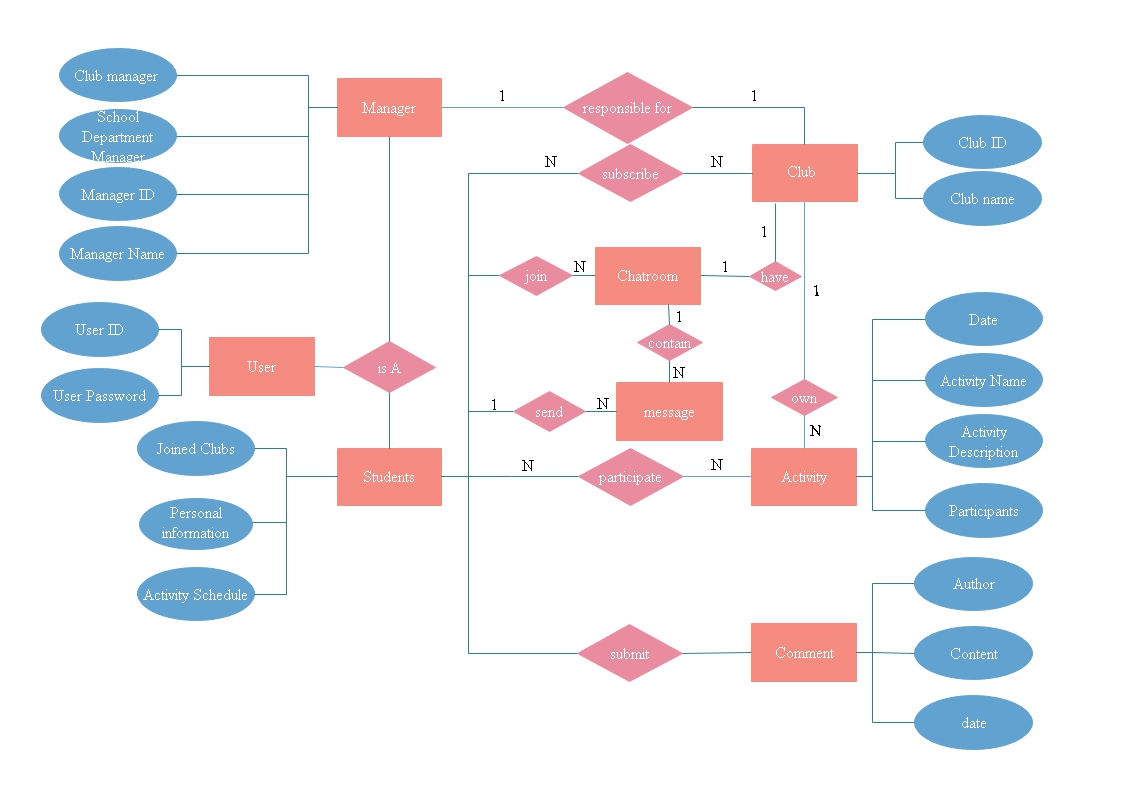 Club manager
School
Department
Manager
Manager ID
Manager Name
Manager
1
responsible for
1
N
subscribe
N
Club
Club ID
Club name
1
join
N
Chatroom
1
have
1
1
contain
N
User ID
User Password
User
is A
1
send
N
message
own
N
Date
Activity Name
Activity
Description
Participants
Joined Clubs
Personal
information
Activity Schedule
Students
N
participate
N
Activity
submit
Comment
Author
Content
date